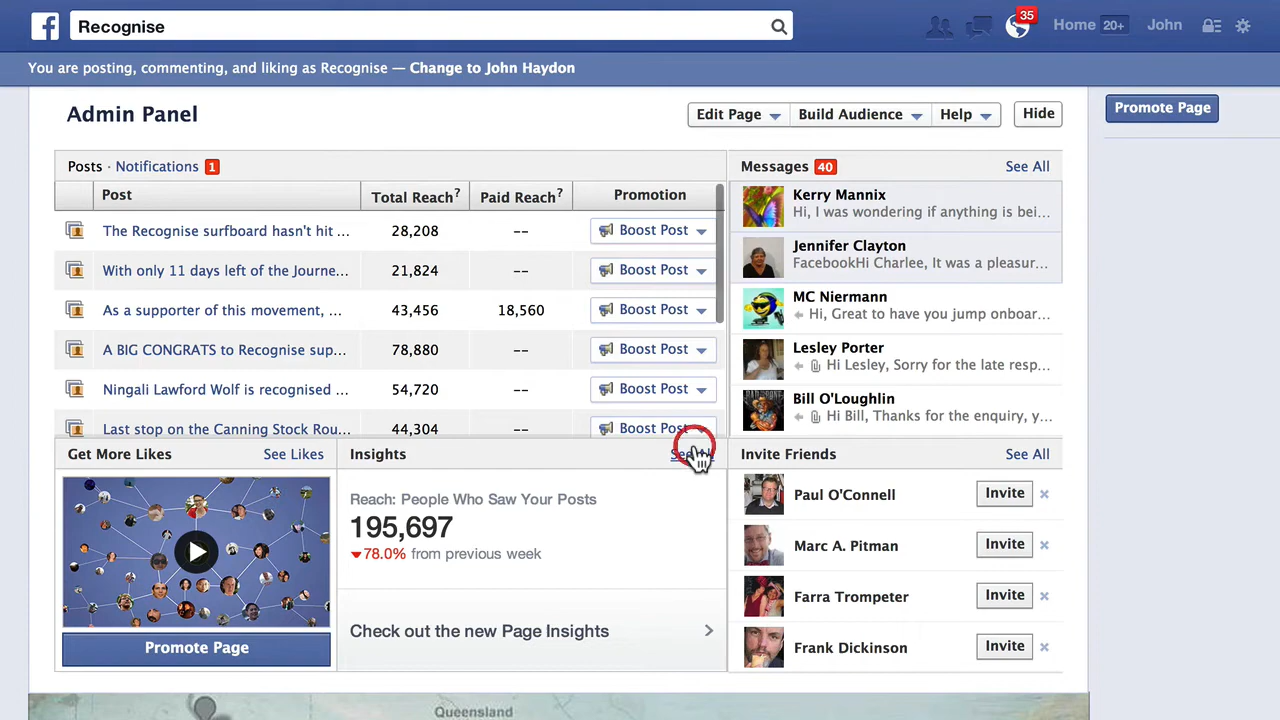 f Recognise 35 Home 20+ John
You are posting, commenting, and liking as Recognise — Change to John Haydon
Admin Panel Edit Page Build Audience Help Hide Promote Page
Posts · Notifications 1
Post Total Reach? Paid Reach? Promotion
The Recognise surfboard hasn't hit ... 28,208 -- Boost Post
With only 11 days left of the Journe... 21,824 -- Boost Post
As a supporter of this movement, ... 43,456 18,560 Boost Post
A BIG CONGRATS to Recognise sup... 78,880 -- Boost Post
Ningali Lawford Wolf is recognised ... 54,720 -- Boost Post
Last stop on the Canning Stock Rou... 44,304 -- Boost Post
Messages 40 See All
Kerry Mannix
Hi, I was wondering if anything is bei...
Jennifer Clayton
FacebookHi Charlee, It was a pleasur...
MC Niermann
Hi, Great to have you jump onboar...
Lesley Porter
Hi Lesley, Sorry for the late resp...
Bill O'Loughlin
Hi Bill, Thanks for the enquiry, y...
Get More Likes See Likes
Promote Page
Insights
Reach: People Who Saw Your Posts
195,697
78.0% from previous week
Check out the new Page Insights
Invite Friends See All
Paul O'Connell Invite
Marc A. Pitman Invite
Farra Trompeter Invite
Frank Dickinson Invite
Queensland